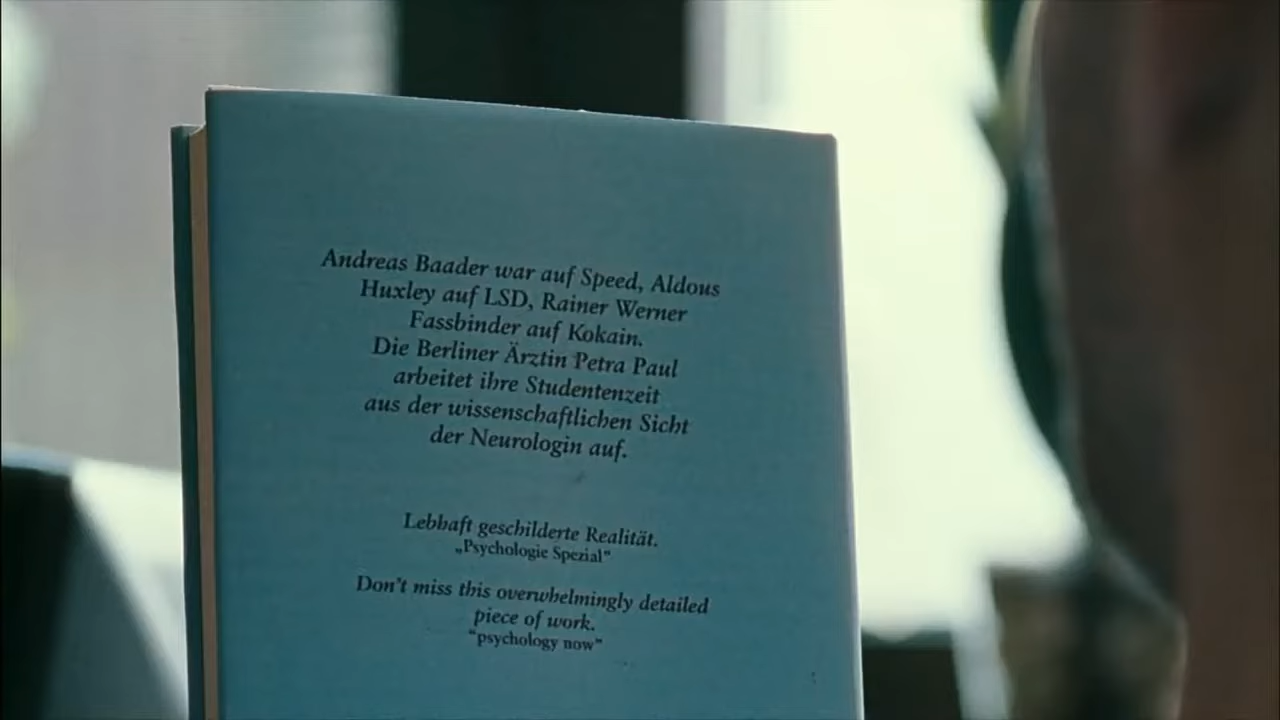 Andreas Baader war auf Speed, Aldous
Huxley auf LSD, Rainer Werner
Fassbinder auf Kokain.
Die Berliner Ärztin Petra Paul
arbeitet ihre Studentenzeit
aus der wissenschaftlichen Sicht
der Neurologin auf.
Lebhaft geschilderte Realität.
„Psychologie Spezial"
Don't miss this overwhelmingly detailed
piece of work.
"psychology now"